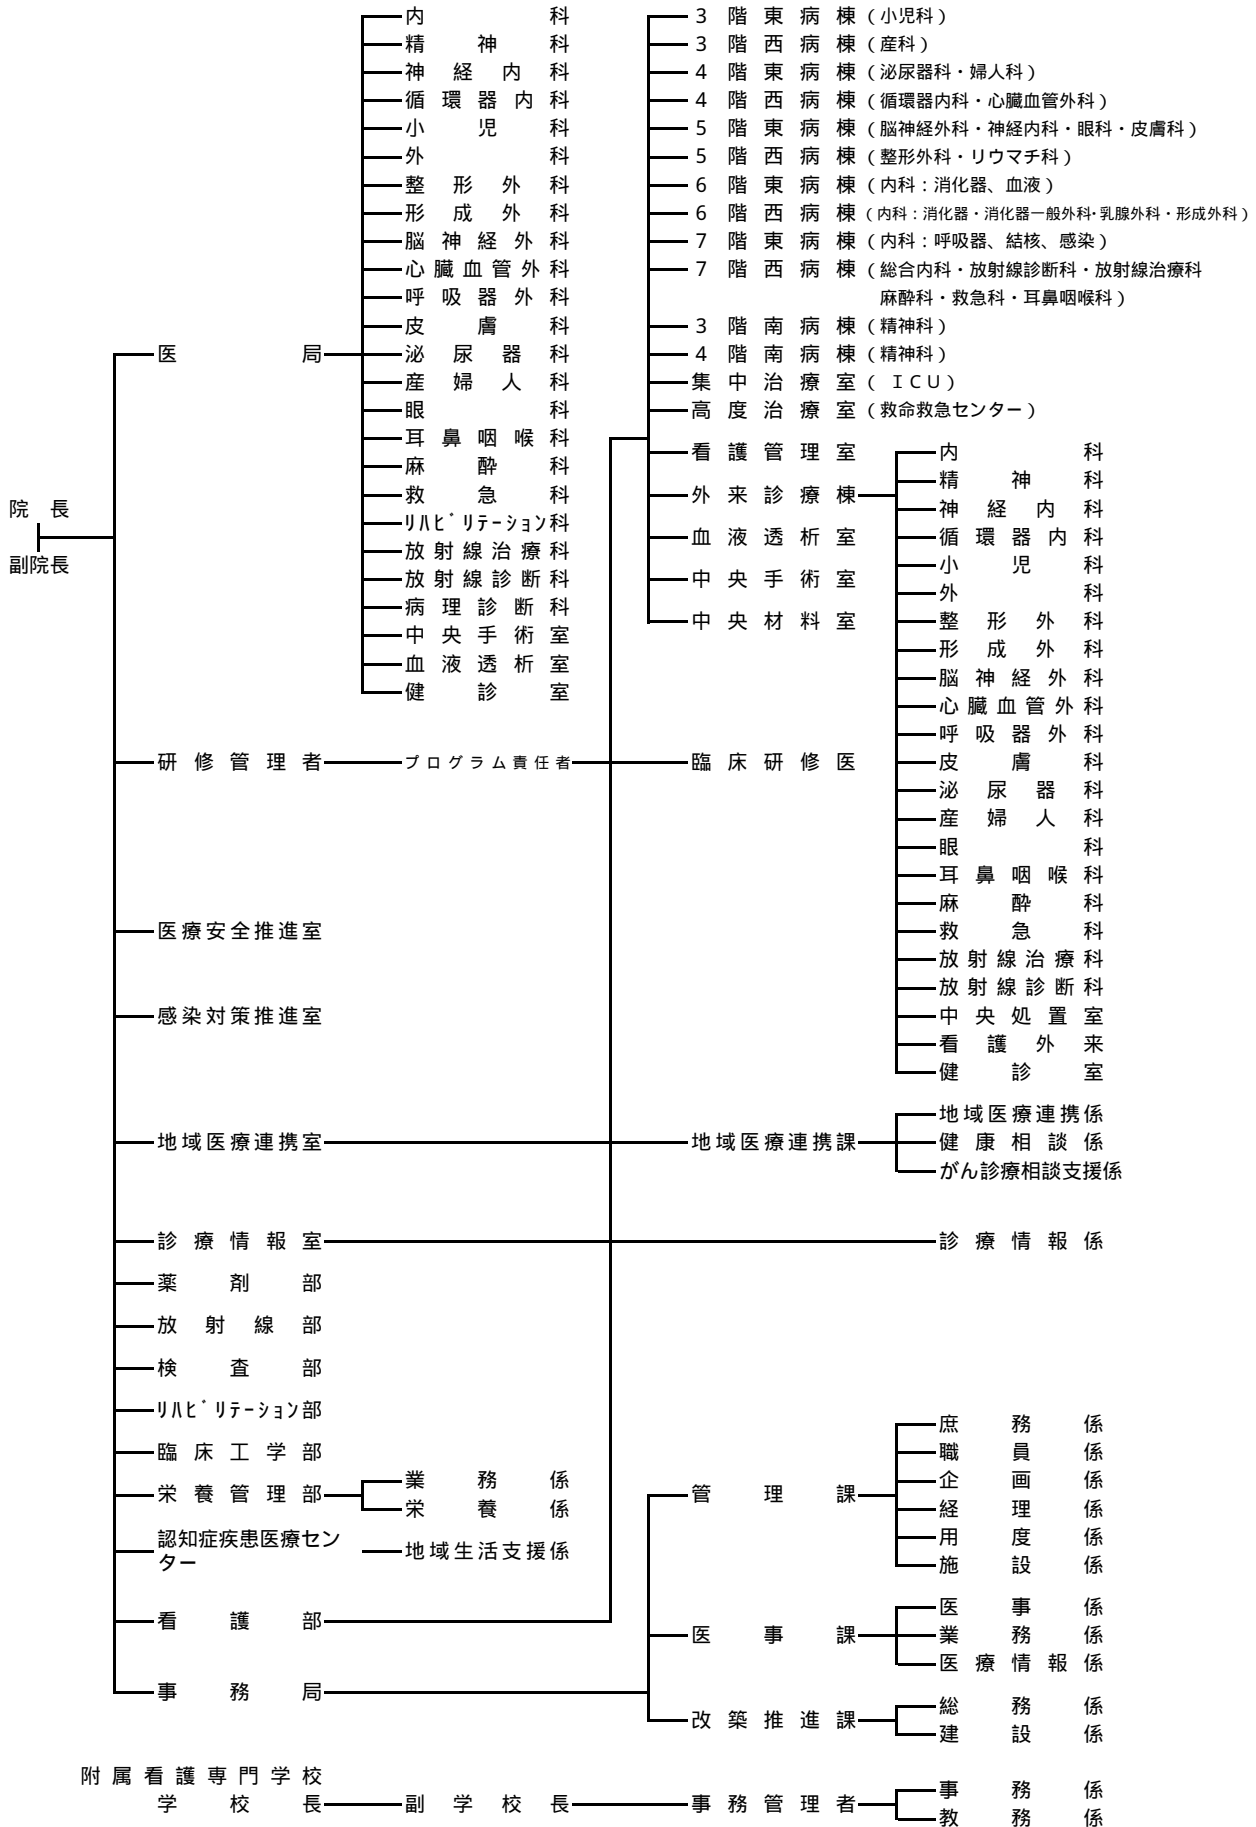 院長
副院長
医局
内科
精神科
神経内科
循環器内科
小児科
外科
整形外科
形成外科
脳神経外科
心臓血管外科
呼吸器外科
皮膚科
泌尿器科
産婦人科
眼科
耳鼻咽喉科
麻酔科
救急科
ﾘﾊﾋﾞﾘﾃｰｼｮﾝ科
放射線治療科
放射線診断科
病理診断科
中央手術室
血液透析室
健診室
3階東病棟(小児科)
3階西病棟(産科)
4階東病棟(泌尿器科・婦人科)
4階西病棟(循環器内科・心臓血管外科)
5階東病棟(脳神経外科・神経内科・眼科・皮膚科)
5階西病棟(整形外科・リウマチ科)
6階東病棟(内科：消化器、血液)
6階西病棟(内科：消化器・消化器一般外科・乳腺外科・形成外科)
7階東病棟(内科：呼吸器、結核、感染)
7階西病棟(総合内科・放射線診断科・放射線治療科
麻酔科・救急科・耳鼻咽喉科)
3階南病棟(精神科)
4階南病棟(精神科)
集中治療室(ＩＣＵ)
高度治療室(救命救急センター)
看護管理室
外来診療棟
血液透析室
中央手術室
中央材料室
内科
精神科
神経内科
循環器内科
小児科
外科
整形外科
形成外科
脳神経外科
心臓血管外科
呼吸器外科
皮膚科
泌尿器科
産婦人科
眼科
耳鼻咽喉科
麻酔科
救急科
放射線治療科
放射線診断科
中央処置室
看護外来
健診室
研修管理者
プログラム責任者
臨床研修医
医療安全推進室
感染対策推進室
地域医療連携室
地域医療連携課
地域医療連携係
健康相談係
がん診療相談支援係
診療情報室
診療情報係
薬剤部
放射線部
検査部
ﾘﾊﾋﾞﾘﾃｰｼｮﾝ部
臨床工学部
栄養管理部
業務係
栄養係
認知症疾患医療セン
ター
地域生活支援係
看護部
事務局
管理課
庶務係
職員係
企画係
経理係
用度係
施設係
医事課
医事係
業務係
医療情報係
改築推進課
総務係
建設係
附属看護専門学校
学校長
副学校長
事務管理者
事務係
教務係